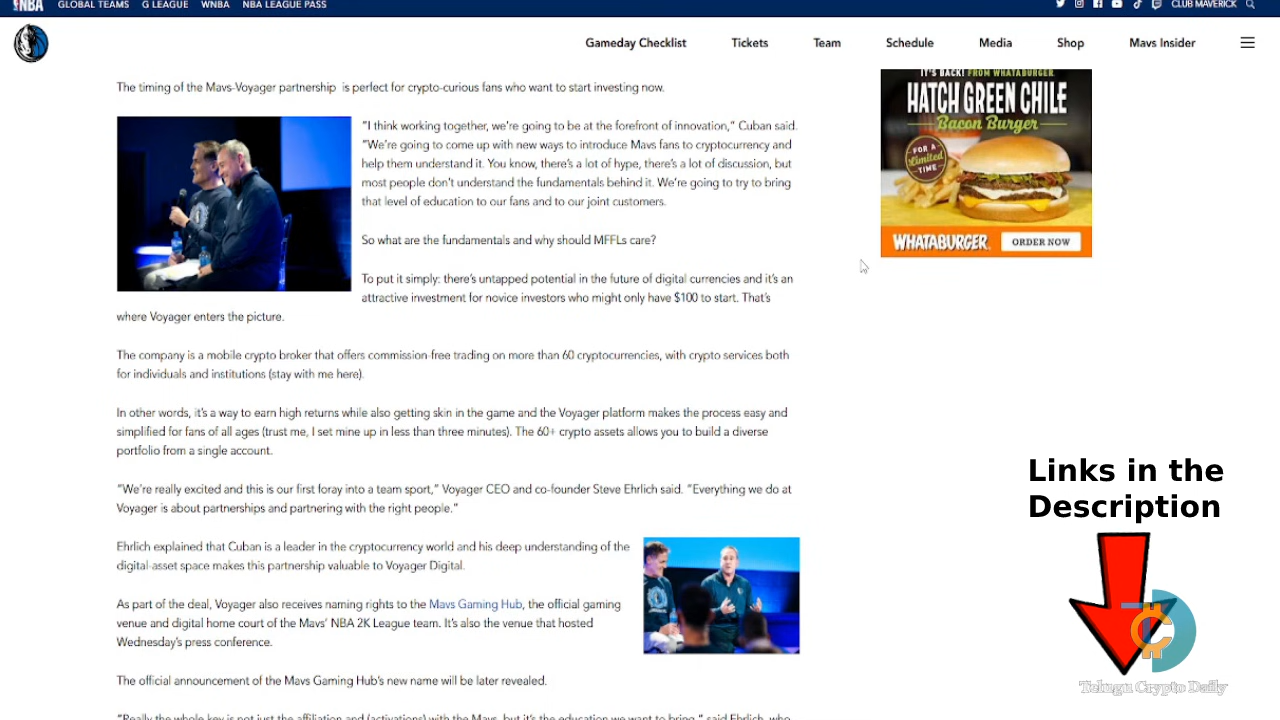 NBA GLOBAL TEAMS G LEAGUE WNBA NBA LEAGUE PASS CLUB MAVERICK
Gameday Checklist Tickets Team Schedule Media Shop Mavs Insider
The timing of the Mavs-Voyager partnership is perfect for crypto-curious fans who want to start investing now.
"I think working together, we're going to be at the forefront of innovation," Cuban said.
"We're going to come up with new ways to introduce Mavs fans to cryptocurrency and
help them understand it. You know, there's a lot of hype, there's a lot of discussion, but
most people don't understand the fundamentals behind it. We're going to try to bring
that level of education to our fans and to our joint customers.
So what are the fundamentals and why should MFFLs care?
To put it simply: there's untapped potential in the future of digital currencies and it's an
attractive investment for novice investors who might only have $100 to start. That's
where Voyager enters the picture.
The company is a mobile crypto broker that offers commission-free trading on more than 60 cryptocurrencies, with crypto services both
for individuals and institutions (stay with me here).
In other words, it's a way to earn high returns while also getting skin in the game and the Voyager platform makes the process easy and
simplified for fans of all ages (trust me, I set mine up in less than three minutes). The 60+ crypto assets allows you to build a diverse
portfolio from a single account.
"We're really excited and this is our first foray into a team sport," Voyager CEO and co-founder Steve Ehrlich said. "Everything we do at
Voyager is about partnerships and partnering with the right people."
Ehrlich explained that Cuban is a leader in the cryptocurrency world and his deep understanding of the
digital-asset space makes this partnership valuable to Voyager Digital.
As part of the deal, Voyager also receives naming rights to the Mavs Gaming Hub, the official gaming
venue and digital home court of the Mavs' NBA 2K League team. It's also the venue that hosted
Wednesday's press conference.
The official announcement of the Mavs Gaming Hub's new name will be later revealed.
"Really the whole key is not just the affiliation and (activations) with the Mavs, but it's the education we want to bring," said Ehrlich, who
IT'S BACK! FROM WHATABURGER
HATCH GREEN CHILE
Bacon Burger
FOR A
Limited
TIME
WHATABURGER ORDER NOW
Links in the
Description
Telugu Crypto Daily